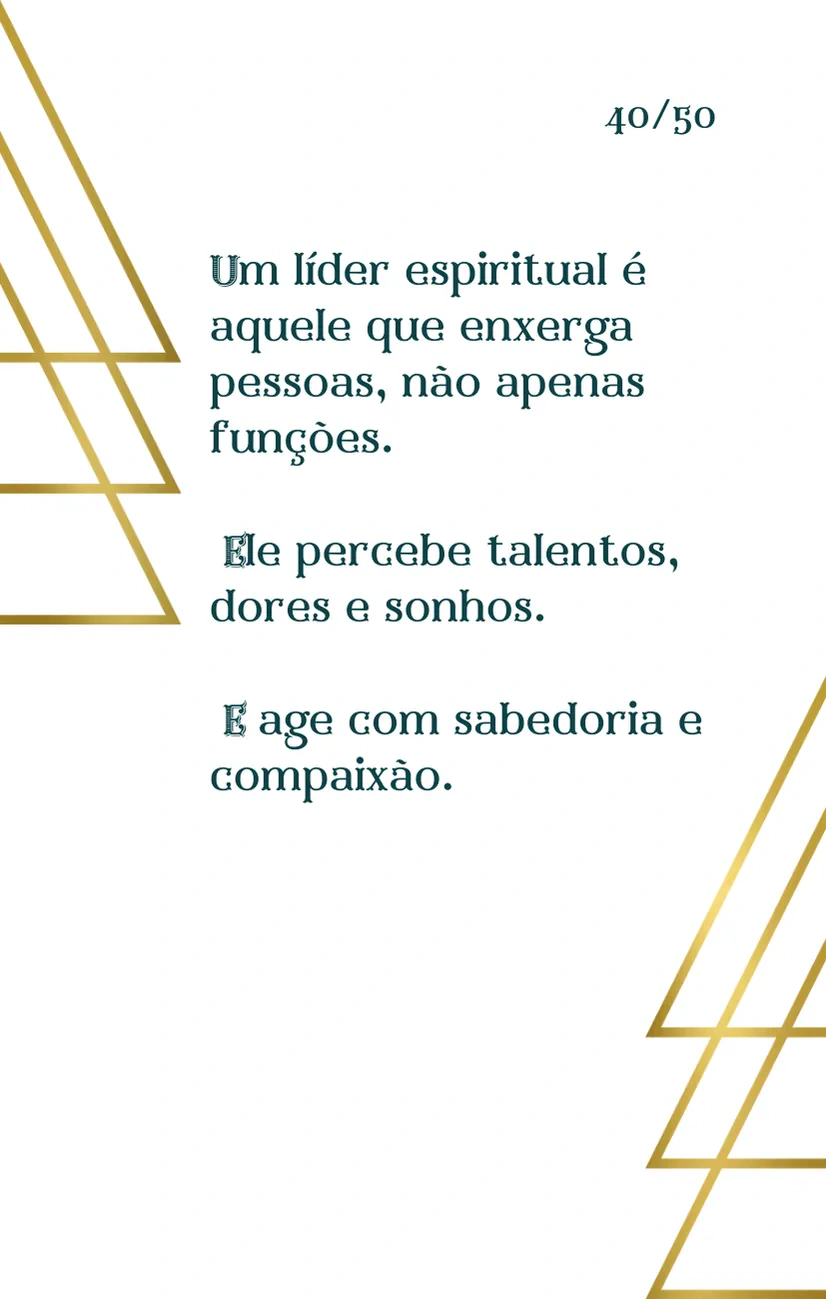 40/50
Um líder espiritual é
aquele que enxerga
pessoas, não apenas
funções.
Ele percebe talentos,
dores e sonhos.
E age com sabedoria e
compaixão.